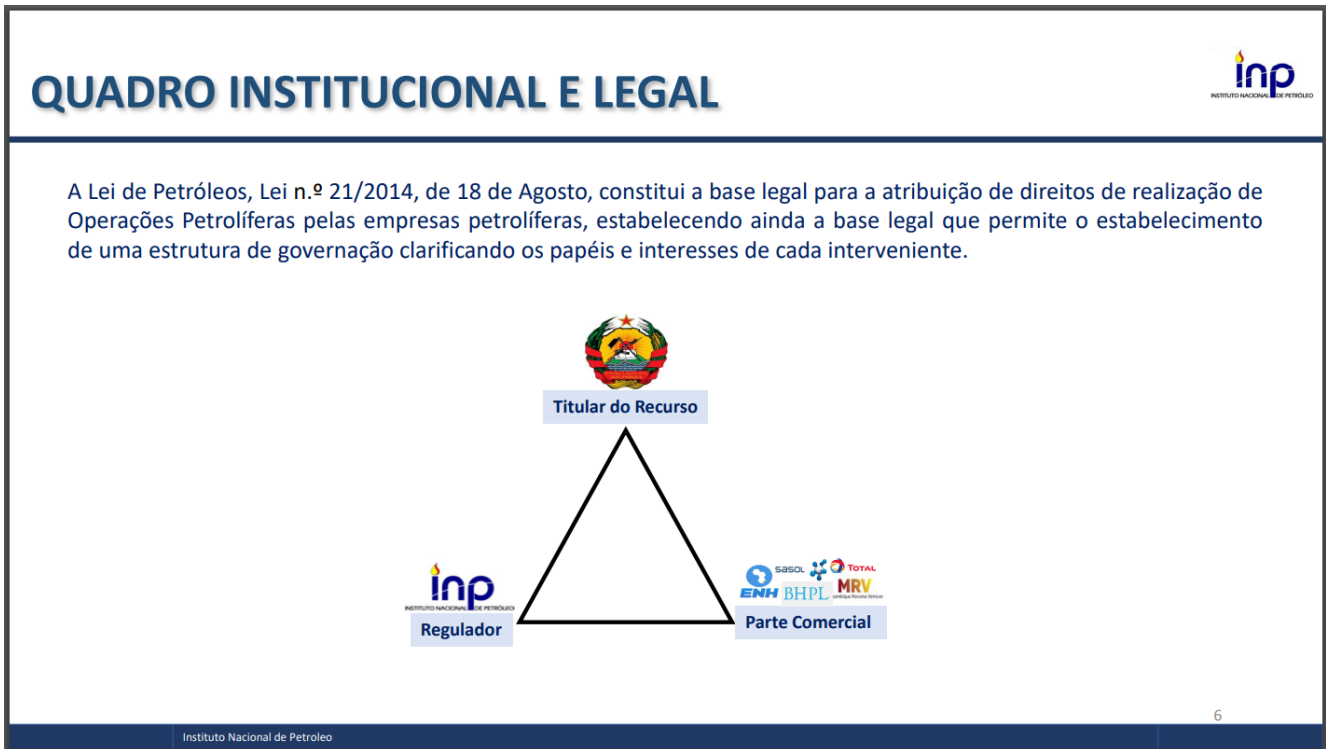 QUADRO INSTITUCIONAL E LEGAL
inp
INSTITUTO NACIONAL DE PETRÓLEO
A Lei de Petróleos, Lei n.º 21/2014, de 18 de Agosto, constitui a base legal para a atribuição de direitos de realização de
Operações Petrolíferas pelas empresas petrolíferas, estabelecendo ainda a base legal que permite o estabelecimento
de uma estrutura de governação clarificando os papéis e interesses de cada interveniente.
Titular do Recurso
inp
INSTITUTO NACIONAL DE PETRÓLEO
Regulador
sasol TOTAL
ENH BHPL MRV
Parte Comercial
6
Instituto Nacional de Petroleo